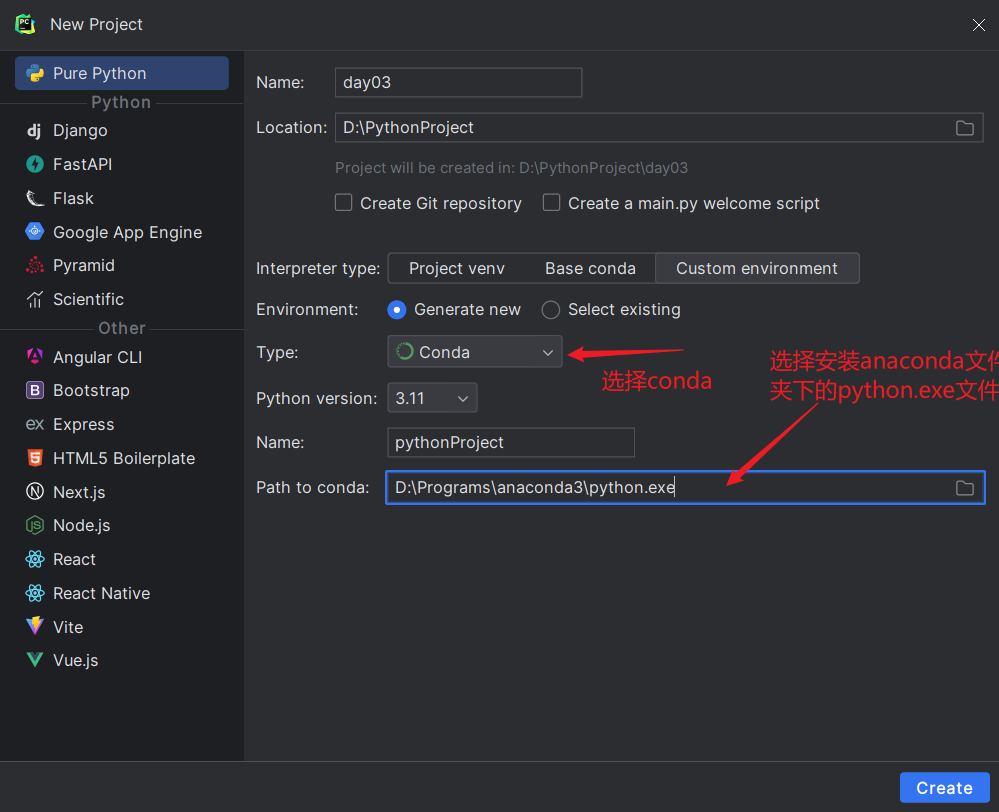 New Project
Pure Python
Python
Django
FastAPI
Flask
Google App Engine
Pyramid
Scientific
Other
Angular CLI
Bootstrap
Express
HTML5 Boilerplate
Next.js
Node.js
React
React Native
Vite
Vue.js
Name: day03
Location: D:\PythonProject
Project will be created in: D:\PythonProject\day03
Create Git repository Create a main.py welcome script
Interpreter type: Project venv Base conda Custom environment
Environment: Generate new Select existing
Type: Conda
选择conda
选择安装anaconda文件
夹下的python.exe文件
Python version: 3.11
Name: pythonProject
Path to conda: D:\Programs\anaconda3\python.exe
Create